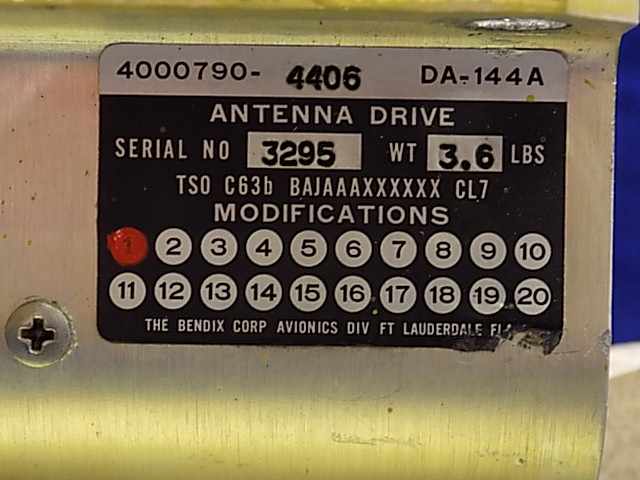 4000790- 4406 DA-144A
ANTENNA DRIVE
SERIAL NO 3295 WT 3.6 LBS
TSO C63b BAJAAAXXXXXX CL7
MODIFICATIONS
1 2 3 4 5 6 7 8 9 10
11 12 13 14 15 16 17 18 19 20
THE BENDIX CORP AVIONICS DIV FT LAUDERDALE FLA